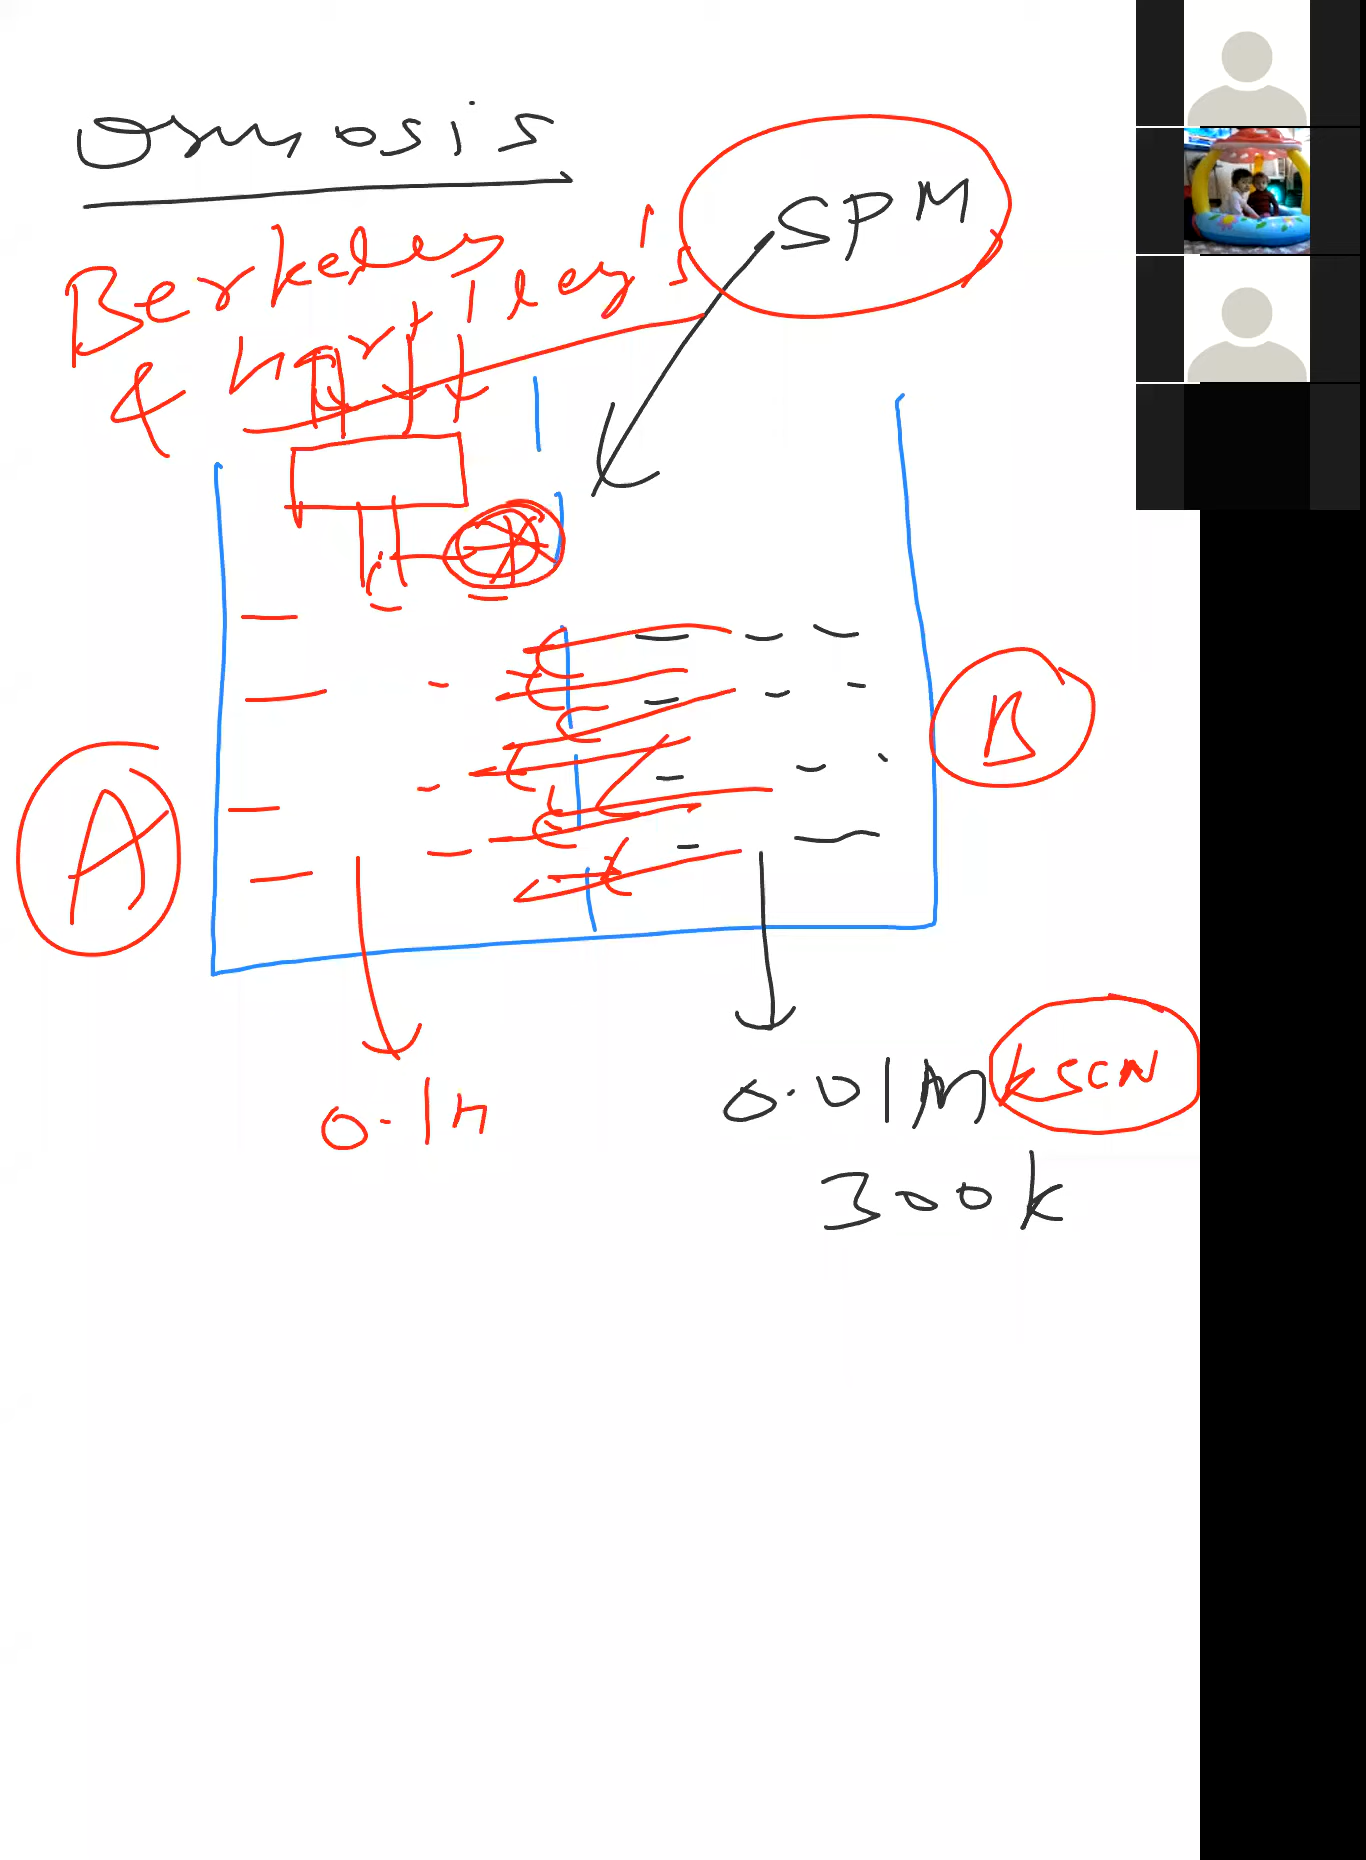 Osmosis
SPM
Berkeley
& hartley's
A
B
0.1M
0.01M KSCN
300K